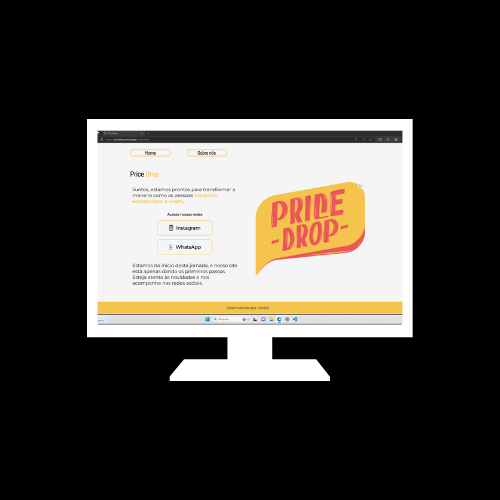 Home
Sobre nós
Price Drop
Juntos, estamos prontos para transformar a
maneira como as pessoas compram,
economizam e vivem.
Acesse nossas redes
Instagram
WhatsApp
Estamos no início desta jornada, e nosso site
está apenas dando os primeiros passos.
Esteja atento às novidades e nos
acompanhe nas redes sociais.
PRICE
-DROP-
Desenvolvido por Cecília